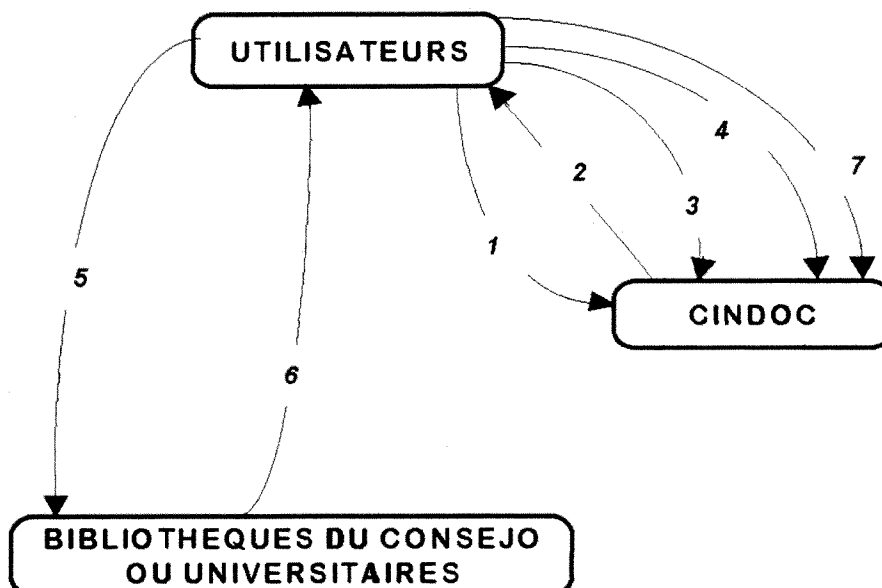 UTILISATEURS
4
7
2
3
1
5
CINDOC
6
BIBLIOTHEQUES DU CONSEJO
OU UNIVERSITAIRES